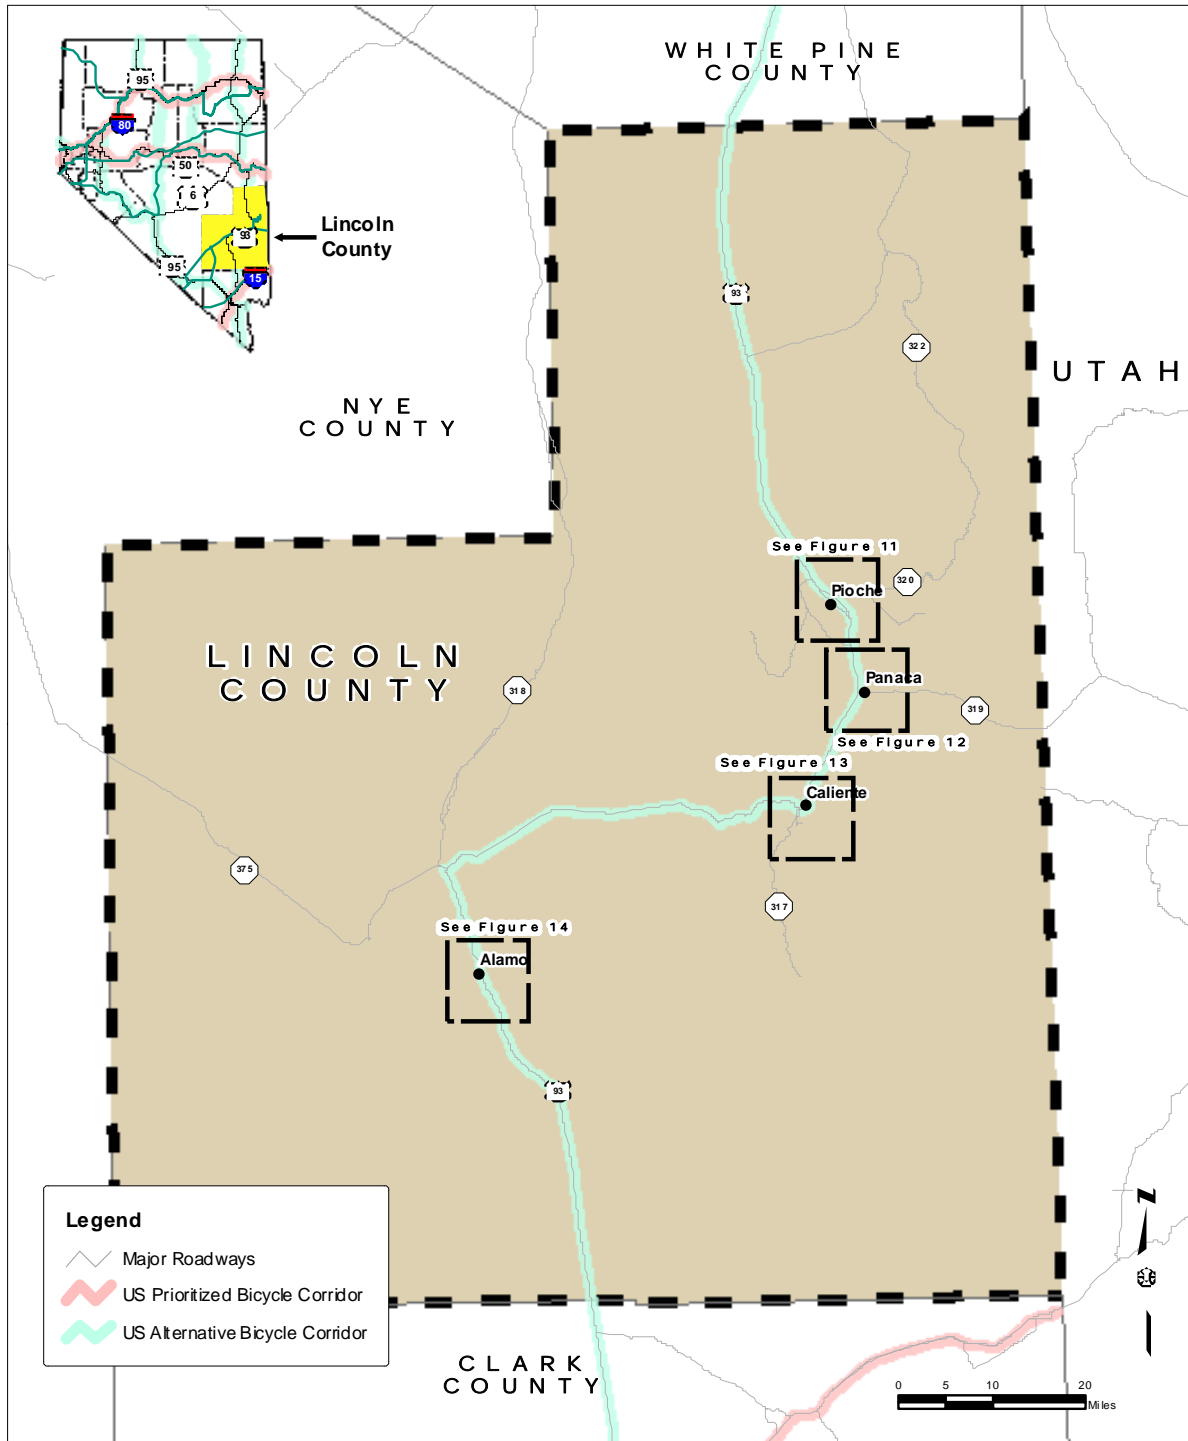 WHITE PINE
COUNTY
95
80
50
6
93
95
15
Lincoln
County
93
322
UTAH
NYE
COUNTY
See Figure 11
Pioche
320
LINCOLN
COUNTY
318
Panaca
319
See Figure 12
See Figure 13
Caliente
375
317
See Figure 14
Alamo
93
Legend
Major Roadways
US Prioritized Bicycle Corridor
US Alternative Bicycle Corridor
CLARK
COUNTY
N
0 5 10 20
Miles